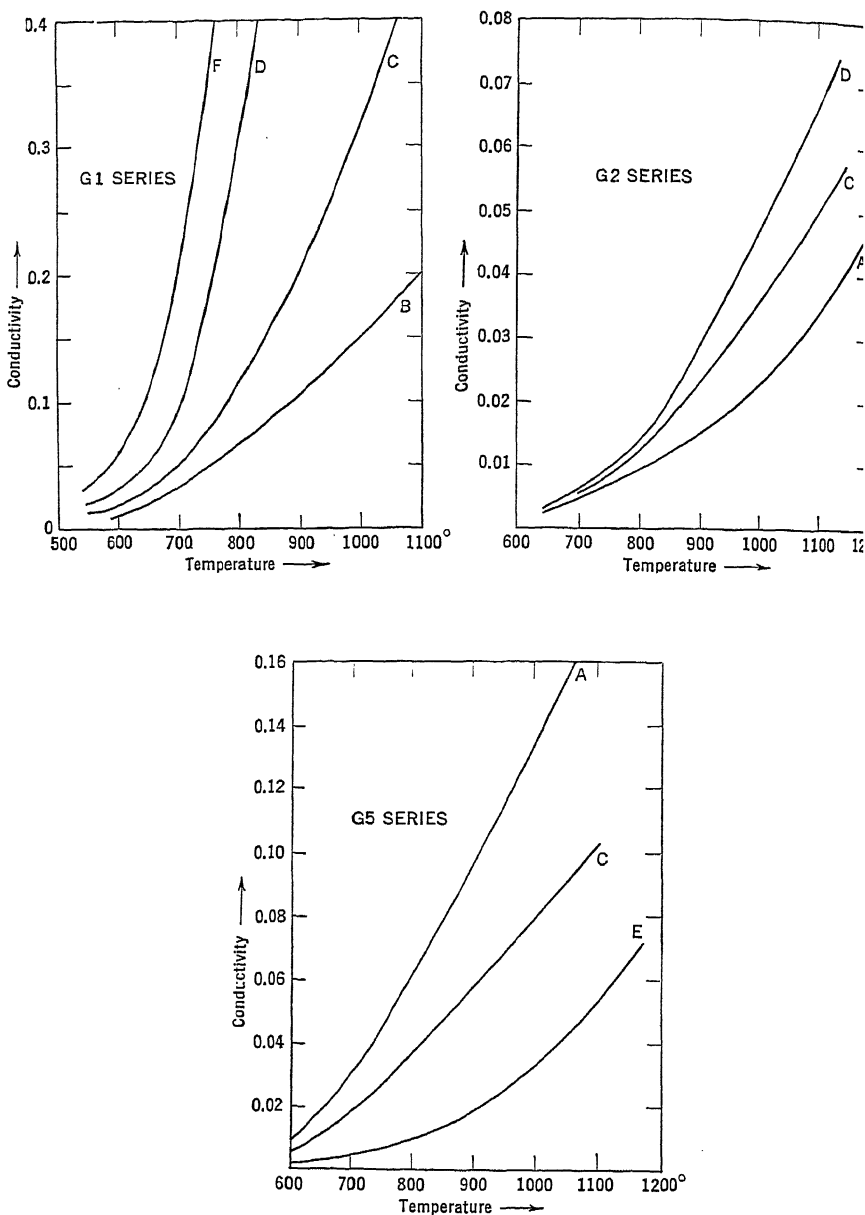 0.4
0.3
0.2
0.1
0
Conductivity
G1 SERIES
F
D
C
B
500 600 700 800 900 1000 1100°
Temperature
0.08
0.07
0.06
0.05
0.04
0.03
0.02
0.01
Conductivity
G2 SERIES
D
C
A
600 700 800 900 1000 1100
Temperature
0.16
0.14
0.12
0.10
0.08
0.06
0.04
0.02
Conductivity
G5 SERIES
A
C
E
600 700 800 900 1000 1100 1200°
Temperature